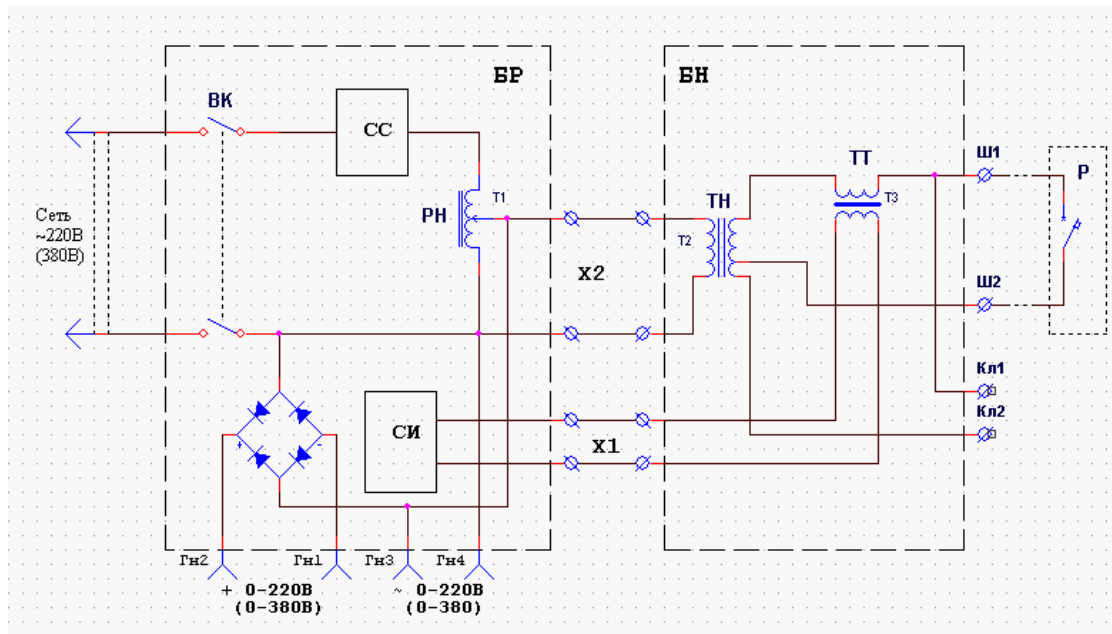 БР
БН
ВК
СС
ТТ
Ш1
Р
РН
Т1
ТН
Т3
Сеть
~220В
(380В)
Т2
Х2
Ш2
Кл1
Кл2
СИ
+
-
Х1
Гн2
Гн1
Гн3
Гн4
+ 0-220В
(0-380В)
~ 0-220В
(0-380)